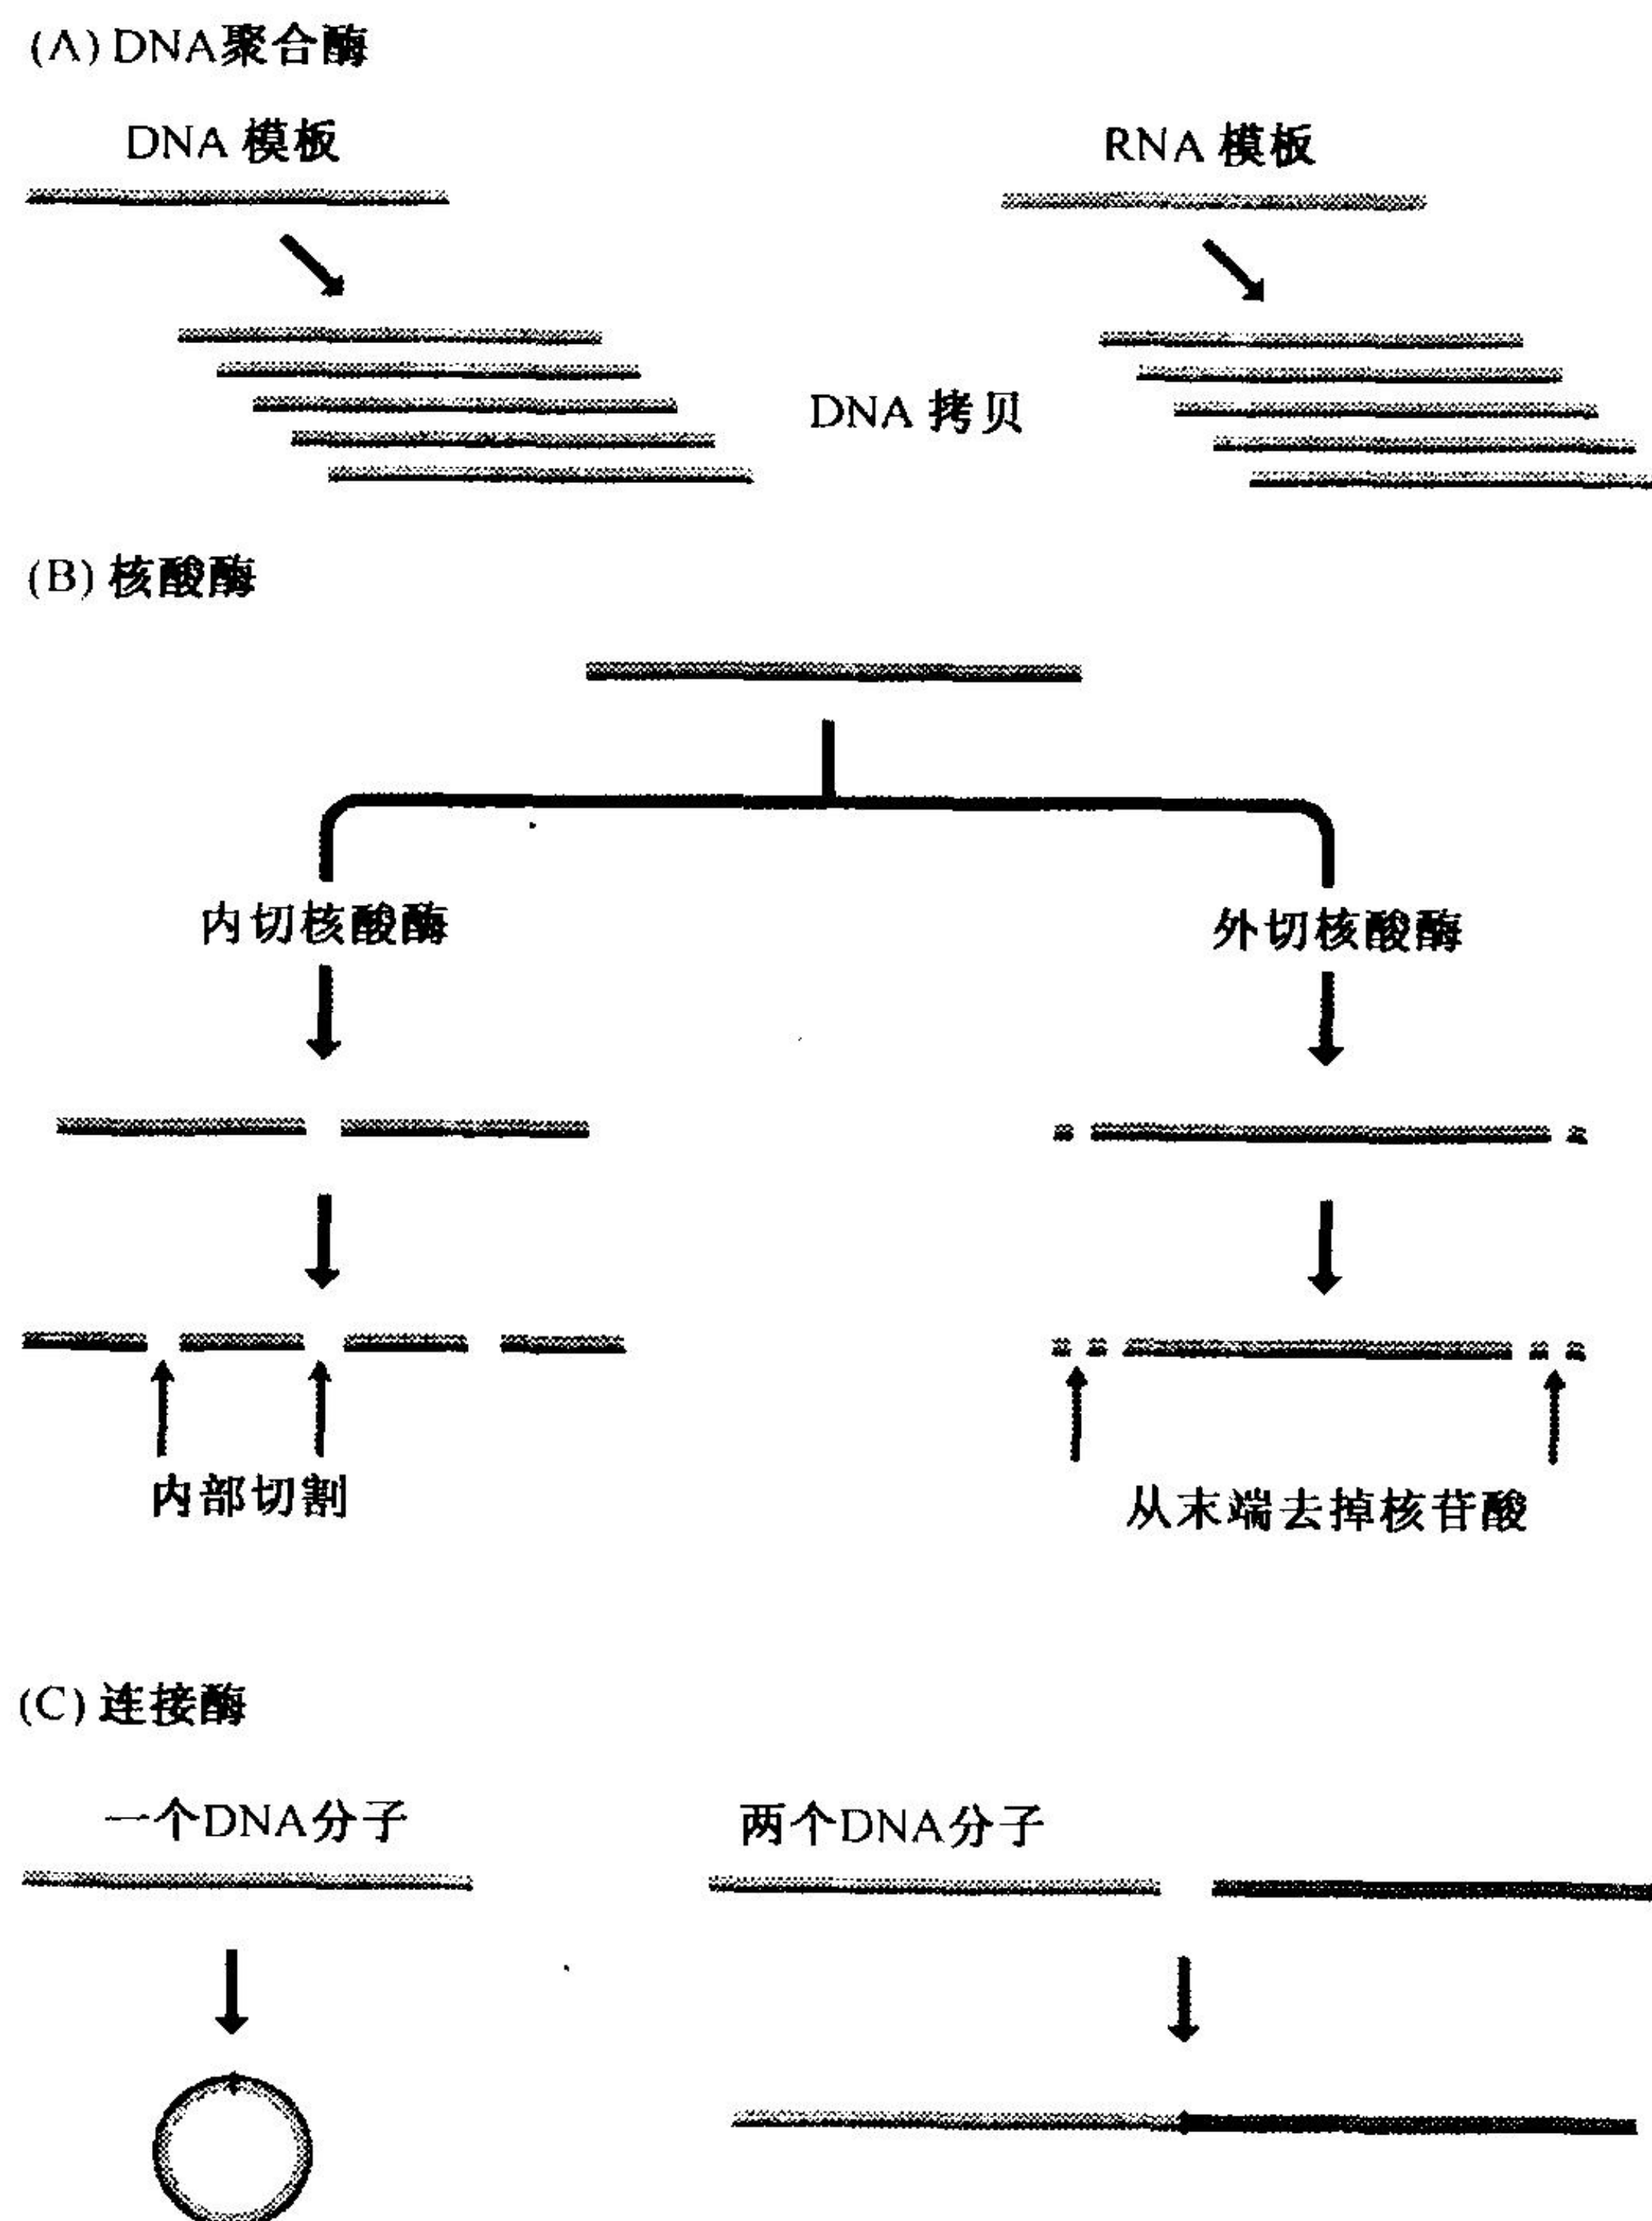 (A) DNA聚合酶
DNA 模板
RNA 模板
DNA 拷贝
(B) 核酸酶
内切核酸酶
外切核酸酶
内部切割
从末端去掉核苷酸
(C) 连接酶
一个DNA分子
两个DNA分子